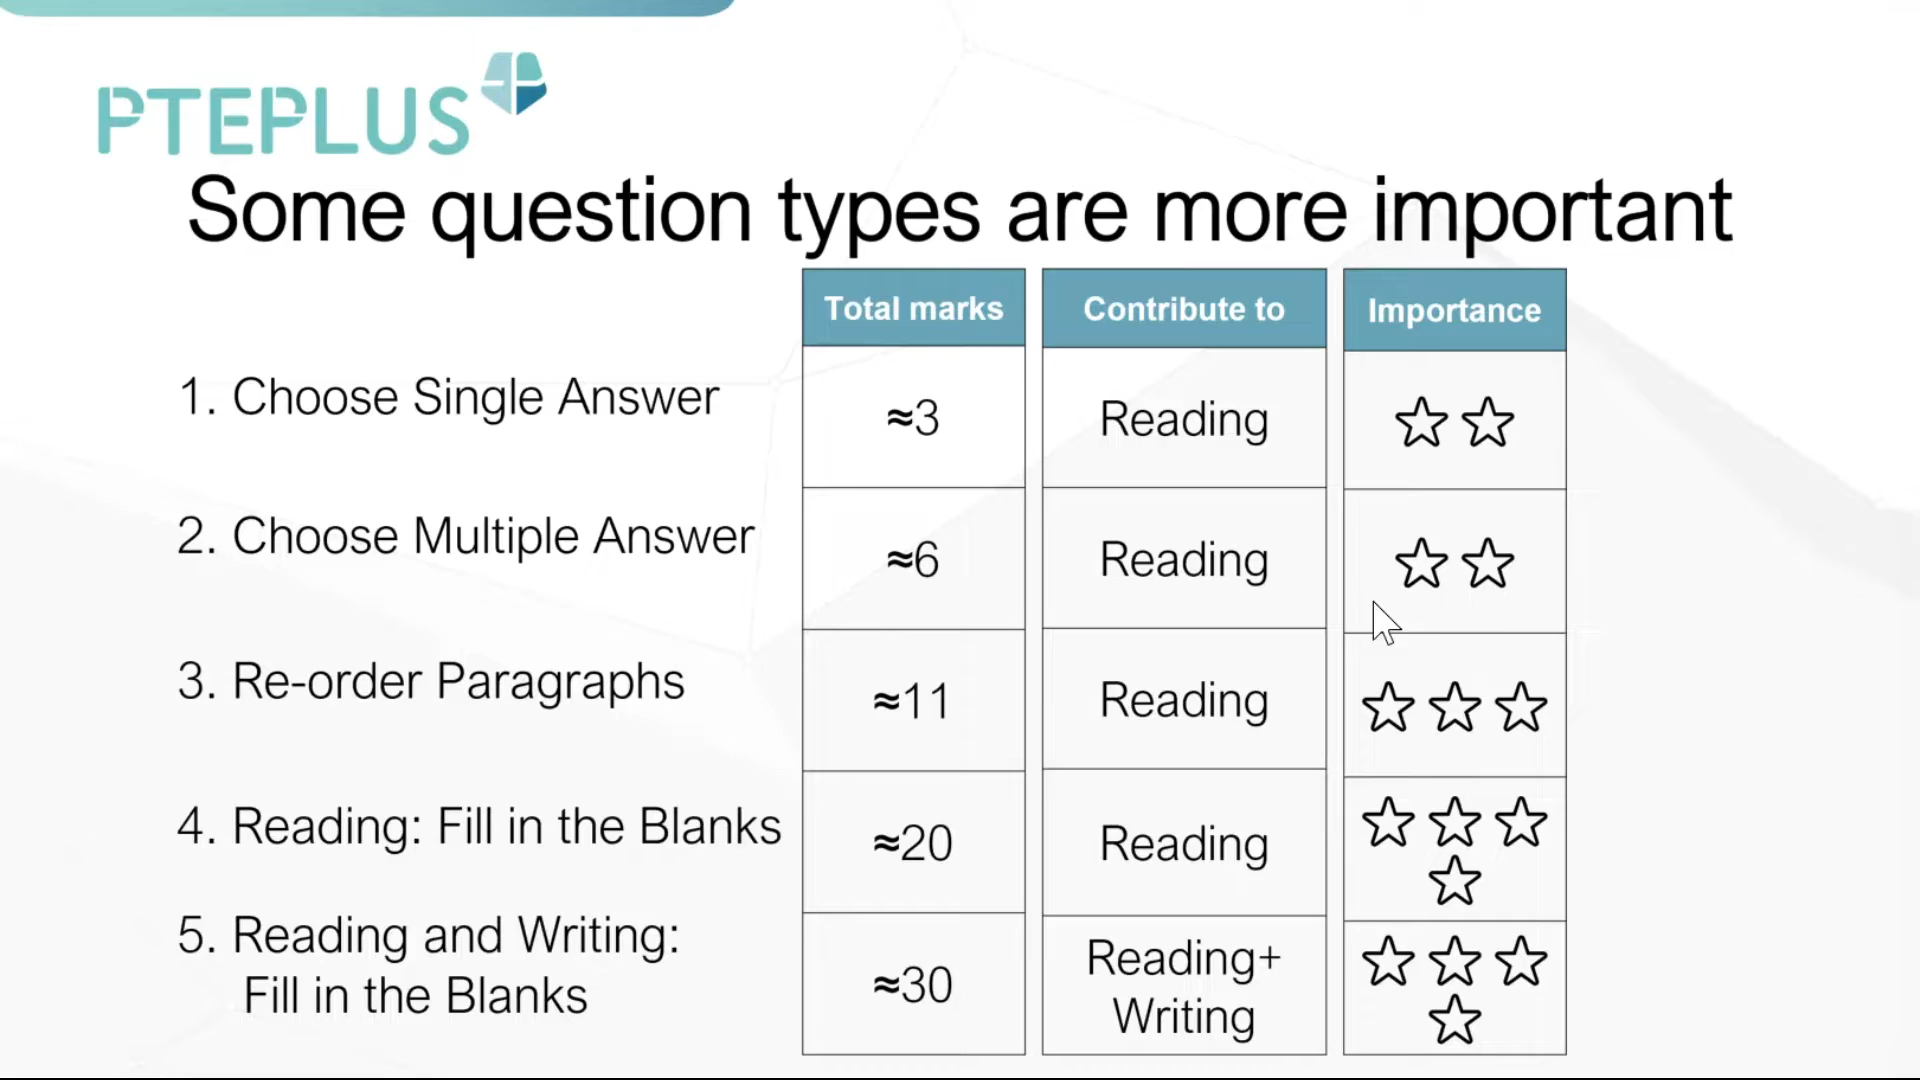 PTEPLUS
Some question types are more important
Total marks Contribute to Importance
1. Choose Single Answer ≈3 Reading
2. Choose Multiple Answer ≈6 Reading
3. Re-order Paragraphs ≈11 Reading
4. Reading: Fill in the Blanks ≈20 Reading
5. Reading and Writing:
Fill in the Blanks ≈30 Reading+
Writing